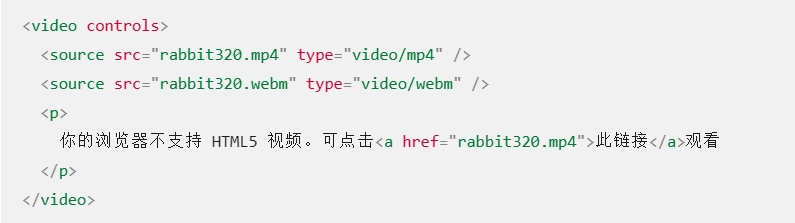 <video controls>
  <source src="rabbit320.mp4" type="video/mp4" />
  <source src="rabbit320.webm" type="video/webm" />
  <p>
    你的浏览器不支持 HTML5 视频。可点击<a href="rabbit320.mp4">此链接</a>观看
  </p>
</video>